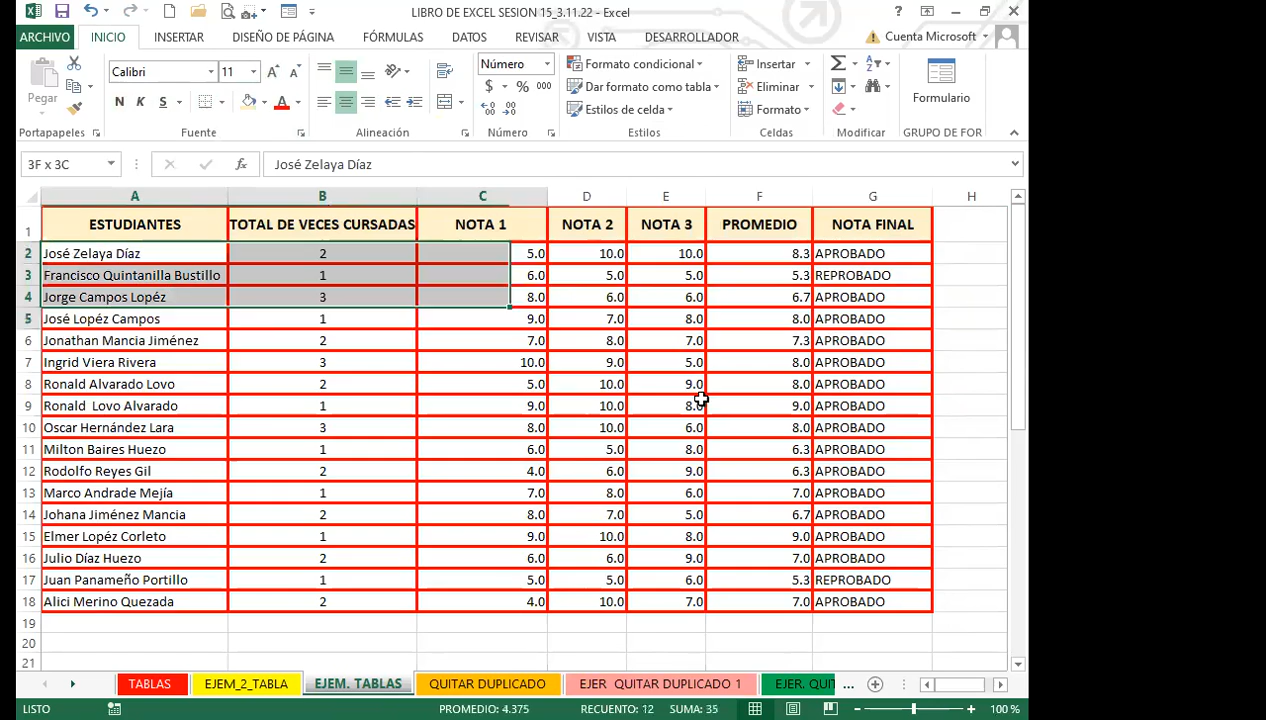 LIBRO DE EXCEL SESION 15_3.11.22 - Excel
ARCHIVO INICIO INSERTAR DISEÑO DE PÁGINA FÓRMULAS DATOS REVISAR VISTA DESARROLLADOR Cuenta Microsoft
Pegar Calibri 11 Número Formato condicional Insertar
N K S Dar formato como tabla Eliminar Formulario
$ % 000 Estilos de celda Formato
Portapapeles Fuente Alineación Número Estilos Celdas Modificar GRUPO DE FOR
3F x 3C fx José Zelaya Díaz
A B C D E F G H
1 ESTUDIANTES TOTAL DE VECES CURSADAS NOTA 1 NOTA 2 NOTA 3 PROMEDIO NOTA FINAL
2 José Zelaya Díaz 2 5.0 10.0 10.0 8.3 APROBADO
3 Francisco Quintanilla Bustillo 1 6.0 5.0 5.0 5.3 REPROBADO
4 Jorge Campos Lopéz 3 8.0 6.0 6.0 6.7 APROBADO
5 José Lopéz Campos 1 9.0 7.0 8.0 8.0 APROBADO
6 Jonathan Mancia Jiménez 2 7.0 8.0 7.0 7.3 APROBADO
7 Ingrid Viera Rivera 3 10.0 9.0 5.0 8.0 APROBADO
8 Ronald Alvarado Lovo 2 5.0 10.0 9.0 8.0 APROBADO
9 Ronald  Lovo Alvarado 1 9.0 10.0 8.0 9.0 APROBADO
10 Oscar Hernández Lara 3 8.0 10.0 6.0 8.0 APROBADO
11 Milton Baires Huezo 1 6.0 5.0 8.0 6.3 APROBADO
12 Rodolfo Reyes Gil 2 4.0 6.0 9.0 6.3 APROBADO
13 Marco Andrade Mejía 1 7.0 8.0 6.0 7.0 APROBADO
14 Johana Jiménez Mancia 2 8.0 7.0 5.0 6.7 APROBADO
15 Elmer Lopéz Corleto 1 9.0 10.0 8.0 9.0 APROBADO
16 Julio Díaz Huezo 2 6.0 6.0 9.0 7.0 APROBADO
17 Juan Panameño Portillo 1 5.0 5.0 6.0 5.3 REPROBADO
18 Alici Merino Quezada 2 4.0 10.0 7.0 7.0 APROBADO
19
20
21
TABLAS EJEM_2_TABLA EJEM. TABLAS QUITAR DUPLICADO EJER  QUITAR DUPLICADO 1 EJER. QUIT ...
LISTO PROMEDIO: 4.375 RECUENTO: 12 SUMA: 35 100 %